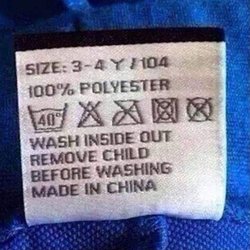 SIZE: 3-4 Y / 104
100% POLYESTER
40°
WASH INSIDE OUT
REMOVE CHILD
BEFORE WASHING
MADE IN CHINA